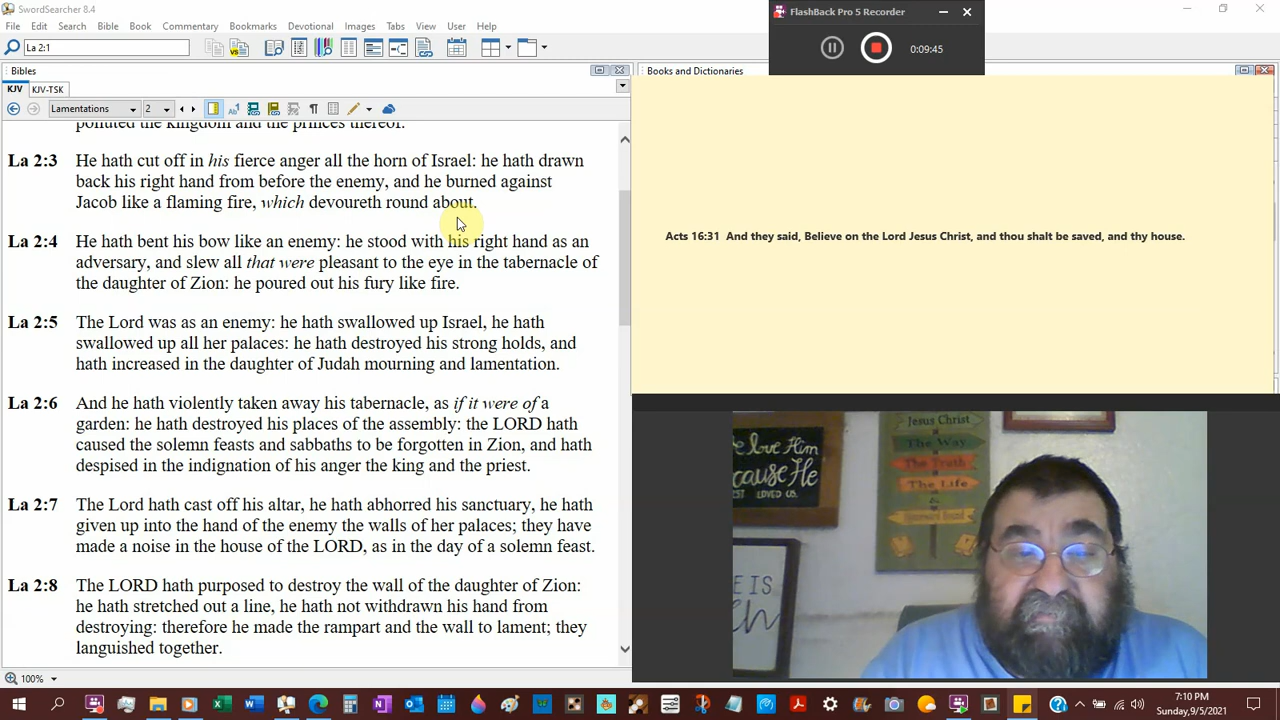 SwordSearcher 8.4
File Edit Search Bible Book Commentary Bookmarks Devotional Images Tabs View User Help
La 2:1
Bibles
KJV KJV-TSK
Lamentations 2
polluted the kingdom and the princes thereof.
La 2:3 He hath cut off in his fierce anger all the horn of Israel: he hath drawn
back his right hand from before the enemy, and he burned against
Jacob like a flaming fire, which devoureth round about.
La 2:4 He hath bent his bow like an enemy: he stood with his right hand as an
adversary, and slew all that were pleasant to the eye in the tabernacle of
the daughter of Zion: he poured out his fury like fire.
La 2:5 The Lord was as an enemy: he hath swallowed up Israel, he hath
swallowed up all her palaces: he hath destroyed his strong holds, and
hath increased in the daughter of Judah mourning and lamentation.
La 2:6 And he hath violently taken away his tabernacle, as if it were of a
garden: he hath destroyed his places of the assembly: the LORD hath
caused the solemn feasts and sabbaths to be forgotten in Zion, and hath
despised in the indignation of his anger the king and the priest.
La 2:7 The Lord hath cast off his altar, he hath abhorred his sanctuary, he hath
given up into the hand of the enemy the walls of her palaces; they have
made a noise in the house of the LORD, as in the day of a solemn feast.
La 2:8 The LORD hath purposed to destroy the wall of the daughter of Zion:
he hath stretched out a line, he hath not withdrawn his hand from
destroying: therefore he made the rampart and the wall to lament; they
languished together.
100%
FlashBack Pro 5 Recorder
0:09:45
Books and Dictionaries
Acts 16:31 And they said, Believe on the Lord Jesus Christ, and thou shalt be saved, and thy house.
we love Him
because He
FIRST LOVED US.
Jesus Christ
The Way
The Truth
The Life
HE IS
7:10 PM
Sunday,9/5/2021